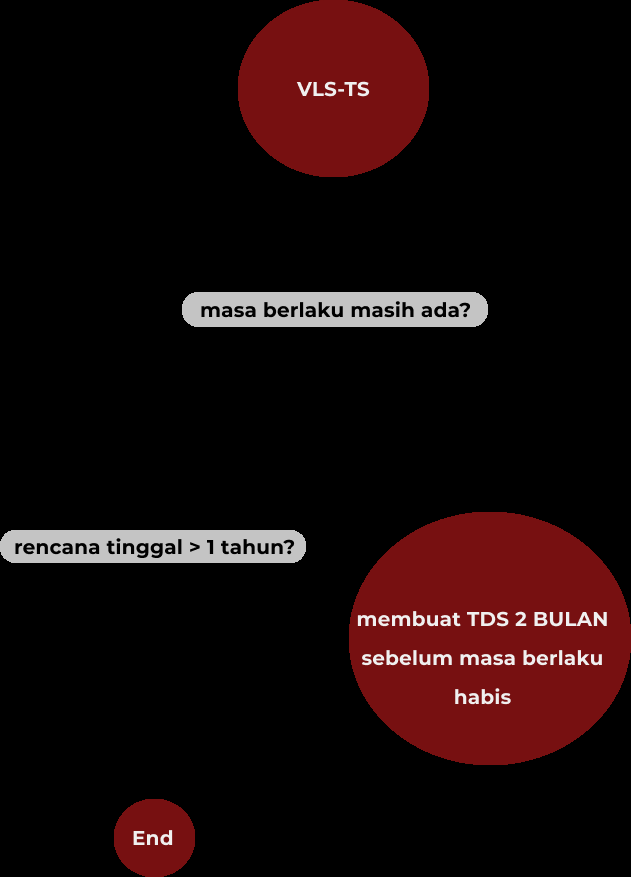 VLS-TS
masa berlaku masih ada?
rencana tinggal > 1 tahun?
membuat TDS 2 BULAN
sebelum masa berlaku
habis
End